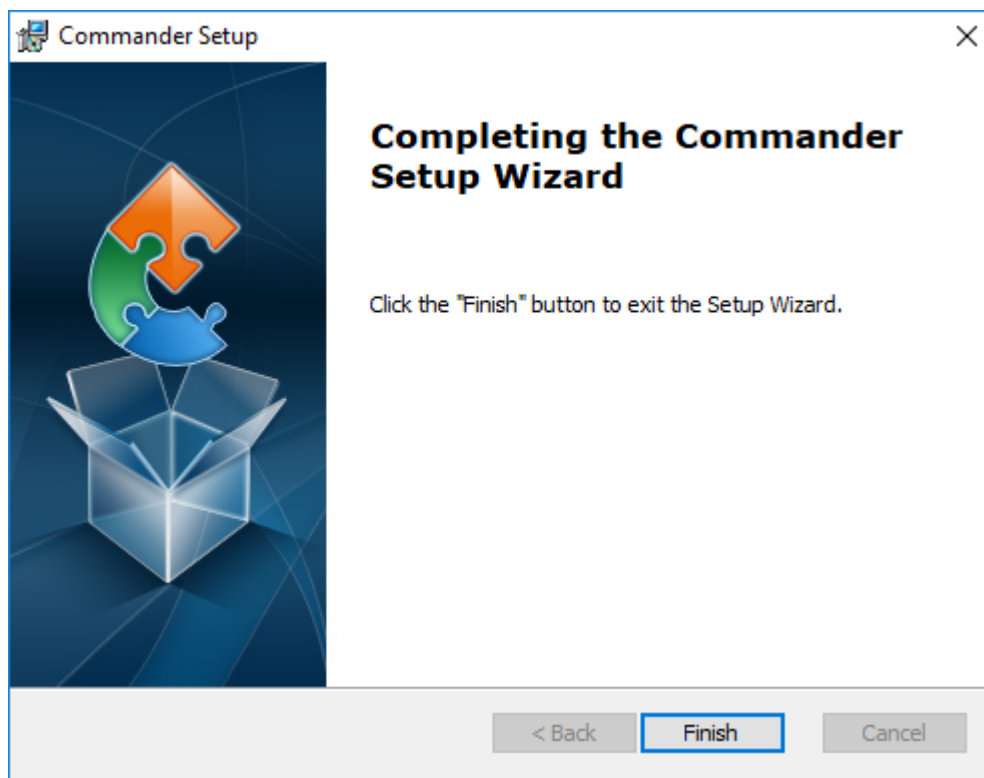 Commander Setup
Completing the Commander
Setup Wizard
Click the "Finish" button to exit the Setup Wizard.
< Back Finish Cancel